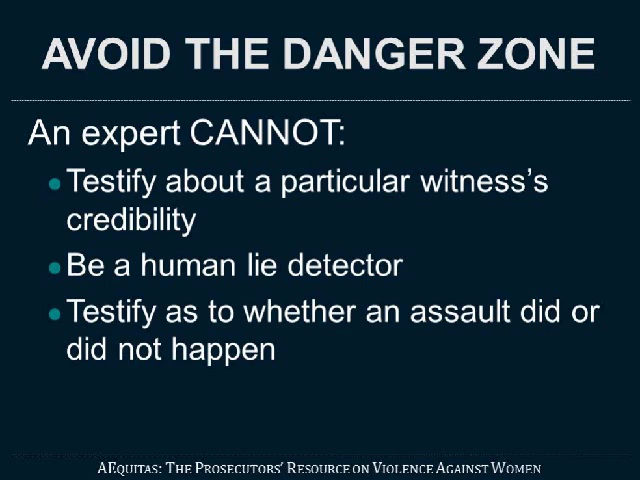 AVOID THE DANGER ZONE
An expert CANNOT:
Testify about a particular witness’s
credibility
Be a human lie detector
Testify as to whether an assault did or
did not happen
AEQUITAS: THE PROSECUTORS’ RESOURCE ON VIOLENCE AGAINST WOMEN